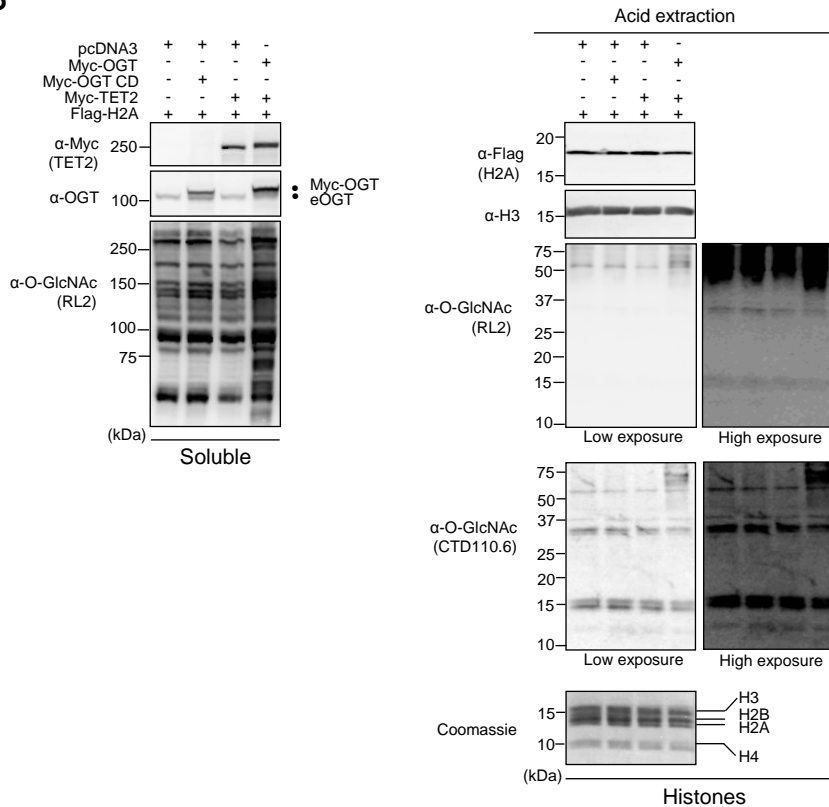 pcDNA3 + + + -
Myc-OGT - - - +
Myc-OGT CD - + - -
Myc-TET2 - - + +
Flag-H2A + + + +
α-Myc
(TET2)
250
α-OGT
100
Myc-OGT
eOGT
α-O-GlcNAc
(RL2)
250
150
100
75
(kDa)
Soluble
Acid extraction
+ + + -
- - - +
- + - -
- - + +
+ + + +
α-Flag
(H2A)
20
15
α-H3
15
α-O-GlcNAc
(RL2)
75
50
37
25
20
15
10
Low exposure
High exposure
α-O-GlcNAc
(CTD110.6)
75
50
37
25
20
15
10
Low exposure
High exposure
Coomassie
15
10
H3
H2B
H2A
H4
(kDa)
Histones